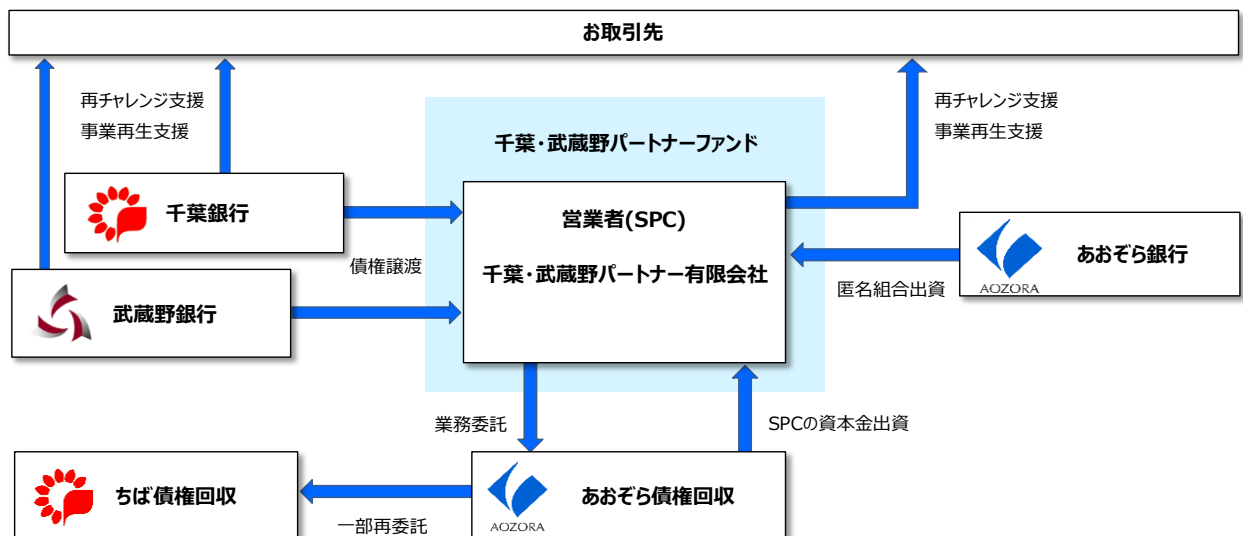 お取引先
再チャレンジ支援
事業再生支援
再チャレンジ支援
事業再生支援
千葉・武蔵野パートナーファンド
千葉銀行
営業者(SPC)
千葉・武蔵野パートナー有限会社
債権譲渡
あおぞら銀行
AOZORA
匿名組合出資
武蔵野銀行
業務委託
SPCの資本金出資
ちば債権回収
一部再委託
あおぞら債権回収
AOZORA